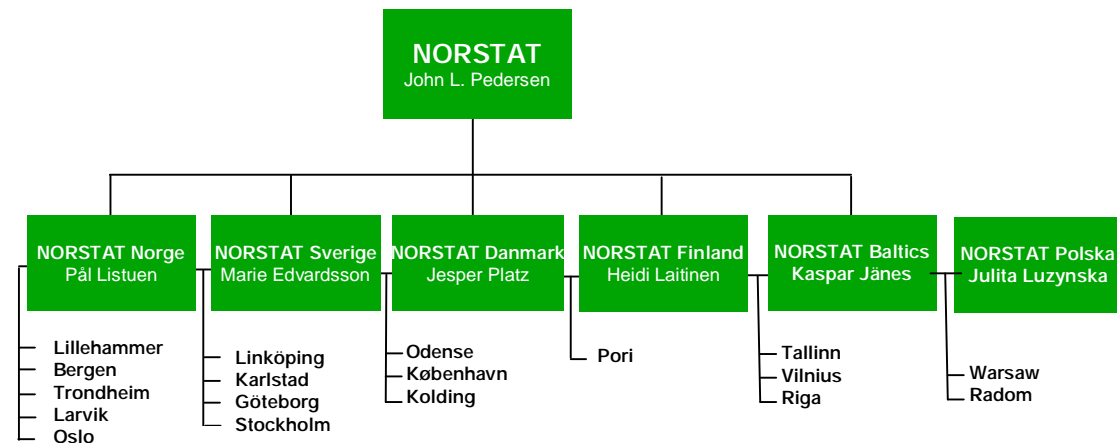 NORSTAT
John L. Pedersen
NORSTAT Norge
Pål Listuen
NORSTAT Sverige
Marie Edvardsson
NORSTAT Danmark
Jesper Platz
NORSTAT Finland
Heidi Laitinen
NORSTAT Baltics
Kaspar Jänes
NORSTAT Polska
Julita Luzynska
Lillehammer
Bergen
Trondheim
Larvik
Oslo
Linköping
Karlstad
Göteborg
Stockholm
Odense
København
Kolding
Pori
Tallinn
Vilnius
Riga
Warsaw
Radom